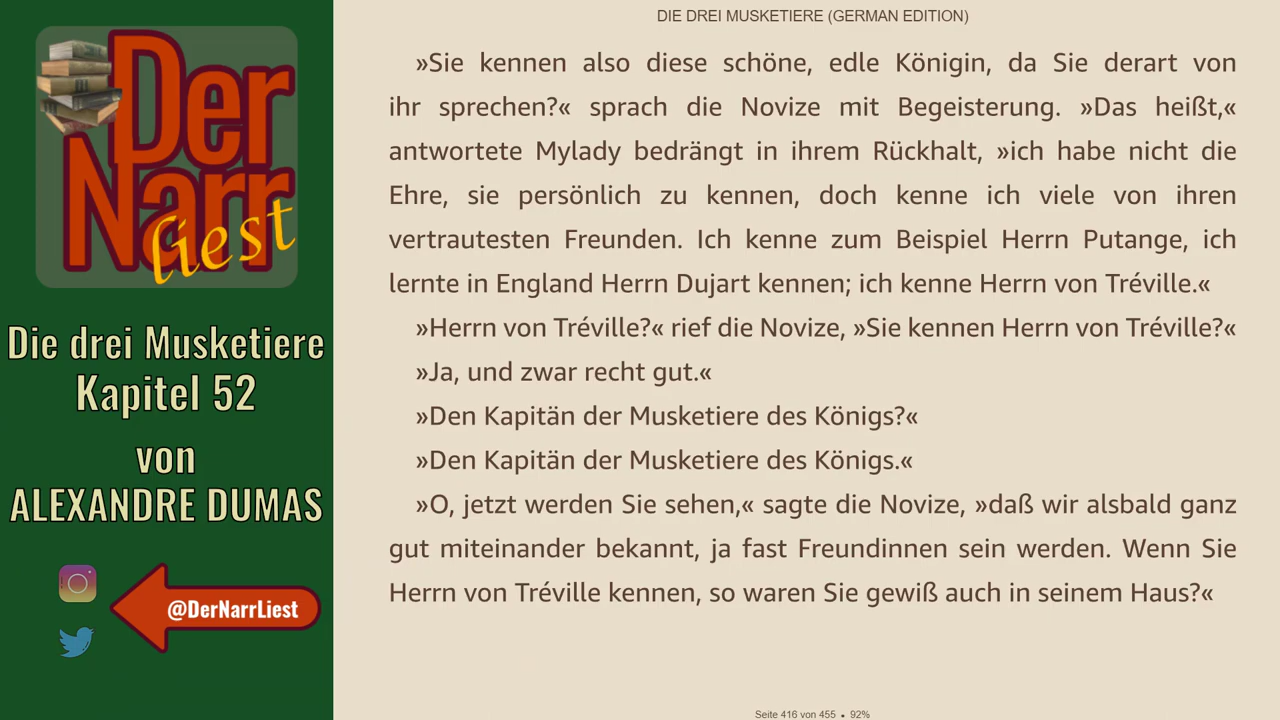 Der
Narr
liest
Die drei Musketiere
Kapitel 52
von
ALEXANDRE DUMAS
@DerNarrLiest
DIE DREI MUSKETIERE (GERMAN EDITION)
»Sie kennen also diese schöne, edle Königin, da Sie derart von
ihr sprechen?« sprach die Novize mit Begeisterung. »Das heißt,«
antwortete Mylady bedrängt in ihrem Rückhalt, »ich habe nicht die
Ehre, sie persönlich zu kennen, doch kenne ich viele von ihren
vertrautesten Freunden. Ich kenne zum Beispiel Herrn Putange, ich
lernte in England Herrn Dujart kennen; ich kenne Herrn von Tréville.«
»Herrn von Tréville?« rief die Novize, »Sie kennen Herrn von Tréville?«
»Ja, und zwar recht gut.«
»Den Kapitän der Musketiere des Königs?«
»Den Kapitän der Musketiere des Königs.«
»O, jetzt werden Sie sehen,« sagte die Novize, »daß wir alsbald ganz
gut miteinander bekannt, ja fast Freundinnen sein werden. Wenn Sie
Herrn von Tréville kennen, so waren Sie gewiß auch in seinem Haus?«
Seite 416 von 455 • 92%